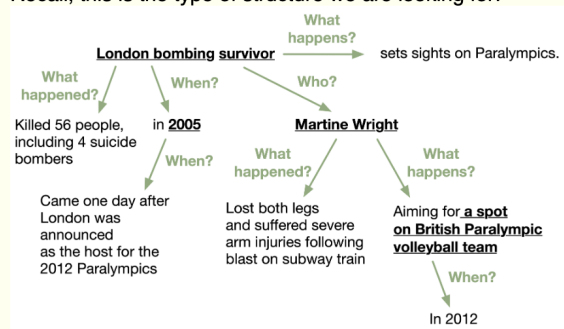 Recall, this is the type of structure we are looking for:
What
happens?
London bombing survivor
sets sights on Paralympics.
What
happened?
When?
Who?
Killed 56 people,
including 4 suicide
bombers
in 2005
Martine Wright
When?
What
happened?
What
happens?
Came one day after
London was
announced
as the host for the
2012 Paralympics
Lost both legs
and suffered severe
arm injuries following
blast on subway train
Aiming for a spot
on British Paralympic
volleyball team
When?
In 2012